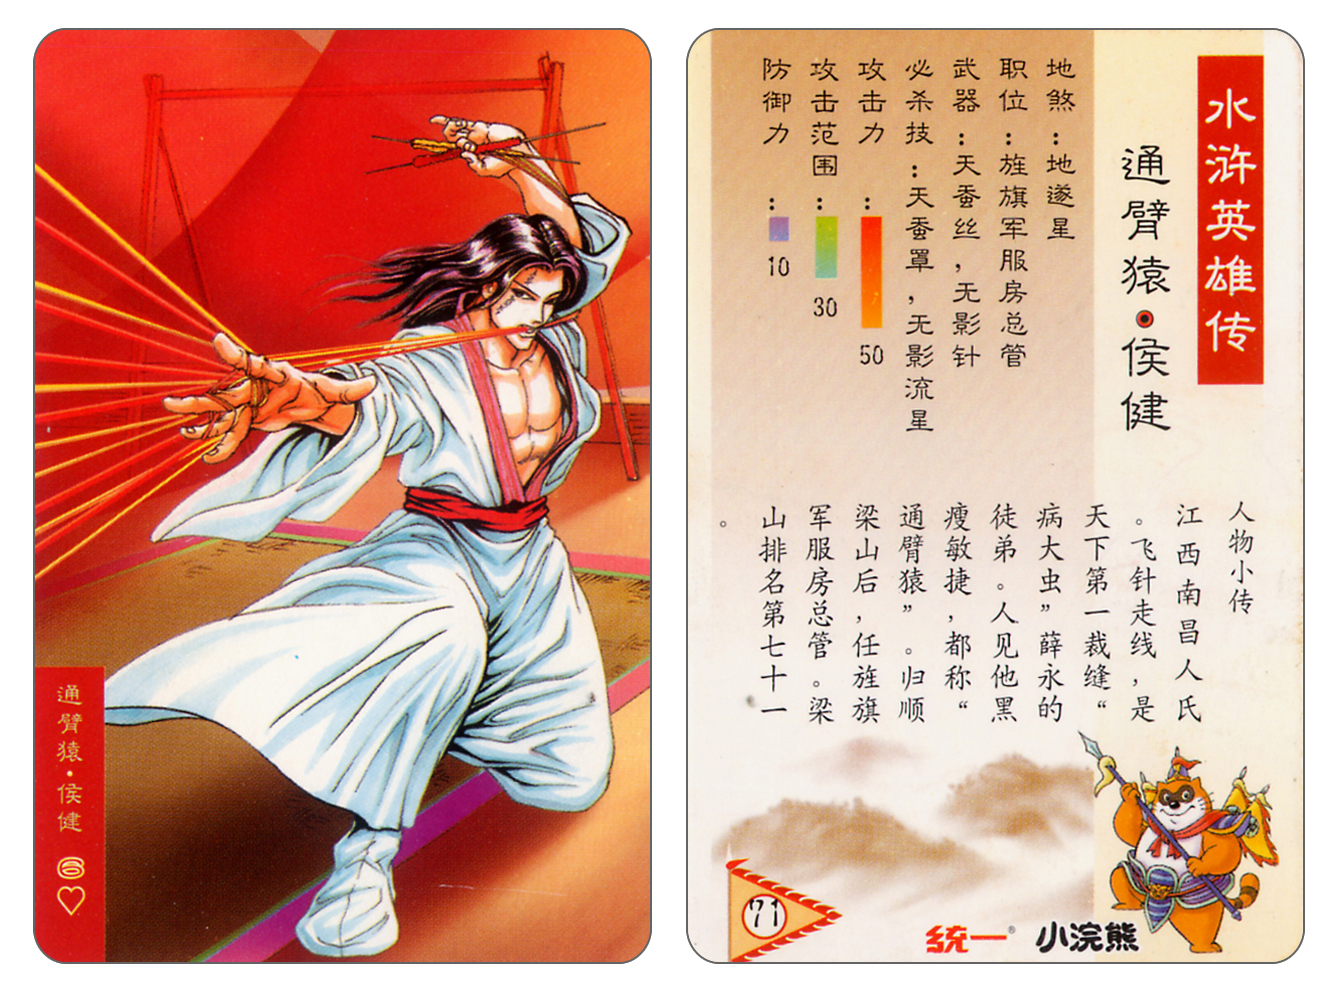 通臂猿·侯健
6
水浒英雄传
通臂猿·侯健
地煞：地遂星
职位：旌旗军服房总管
武器：天蚕丝，无影针
必杀技：天蚕罩，无影流星
攻击力：50
攻击范围：30
防御力：10
人物小传
江西南昌人氏
。飞针走线，是
天下第一裁缝“
病大虫”薛永的
徒弟。人见他黑
瘦敏捷，都称“
通臂猿”。归顺
梁山后，任旌旗
军服房总管。梁
山排名第七十一
。
71
统一®
小浣熊